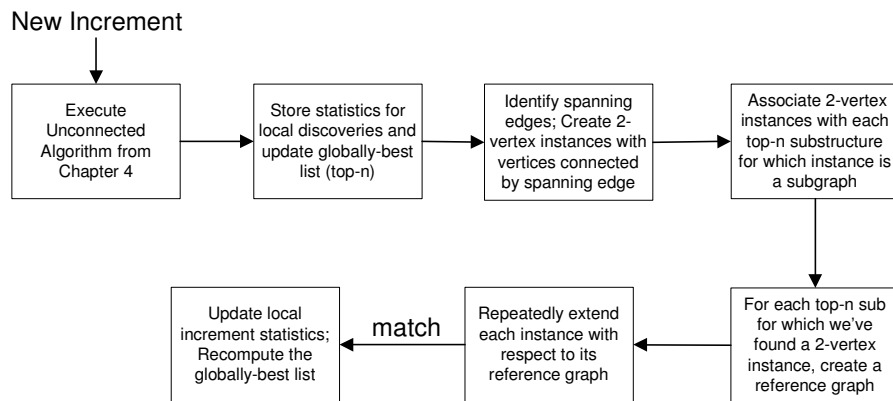 New Increment
Execute
Unconnected
Algorithm from
Chapter 4
Store statistics for
local discoveries and
update globally-best
list (top-n)
Identify spanning
edges; Create 2-
vertex instances with
vertices connected
by spanning edge
Associate 2-vertex
instances with each
top-n substructure
for which instance is
a subgraph
For each top-n sub
for which we've
found a 2-vertex
instance, create a
reference graph
Repeatedly extend
each instance with
respect to its
reference graph
match
Update local
increment statistics;
Recompute the
globally-best list